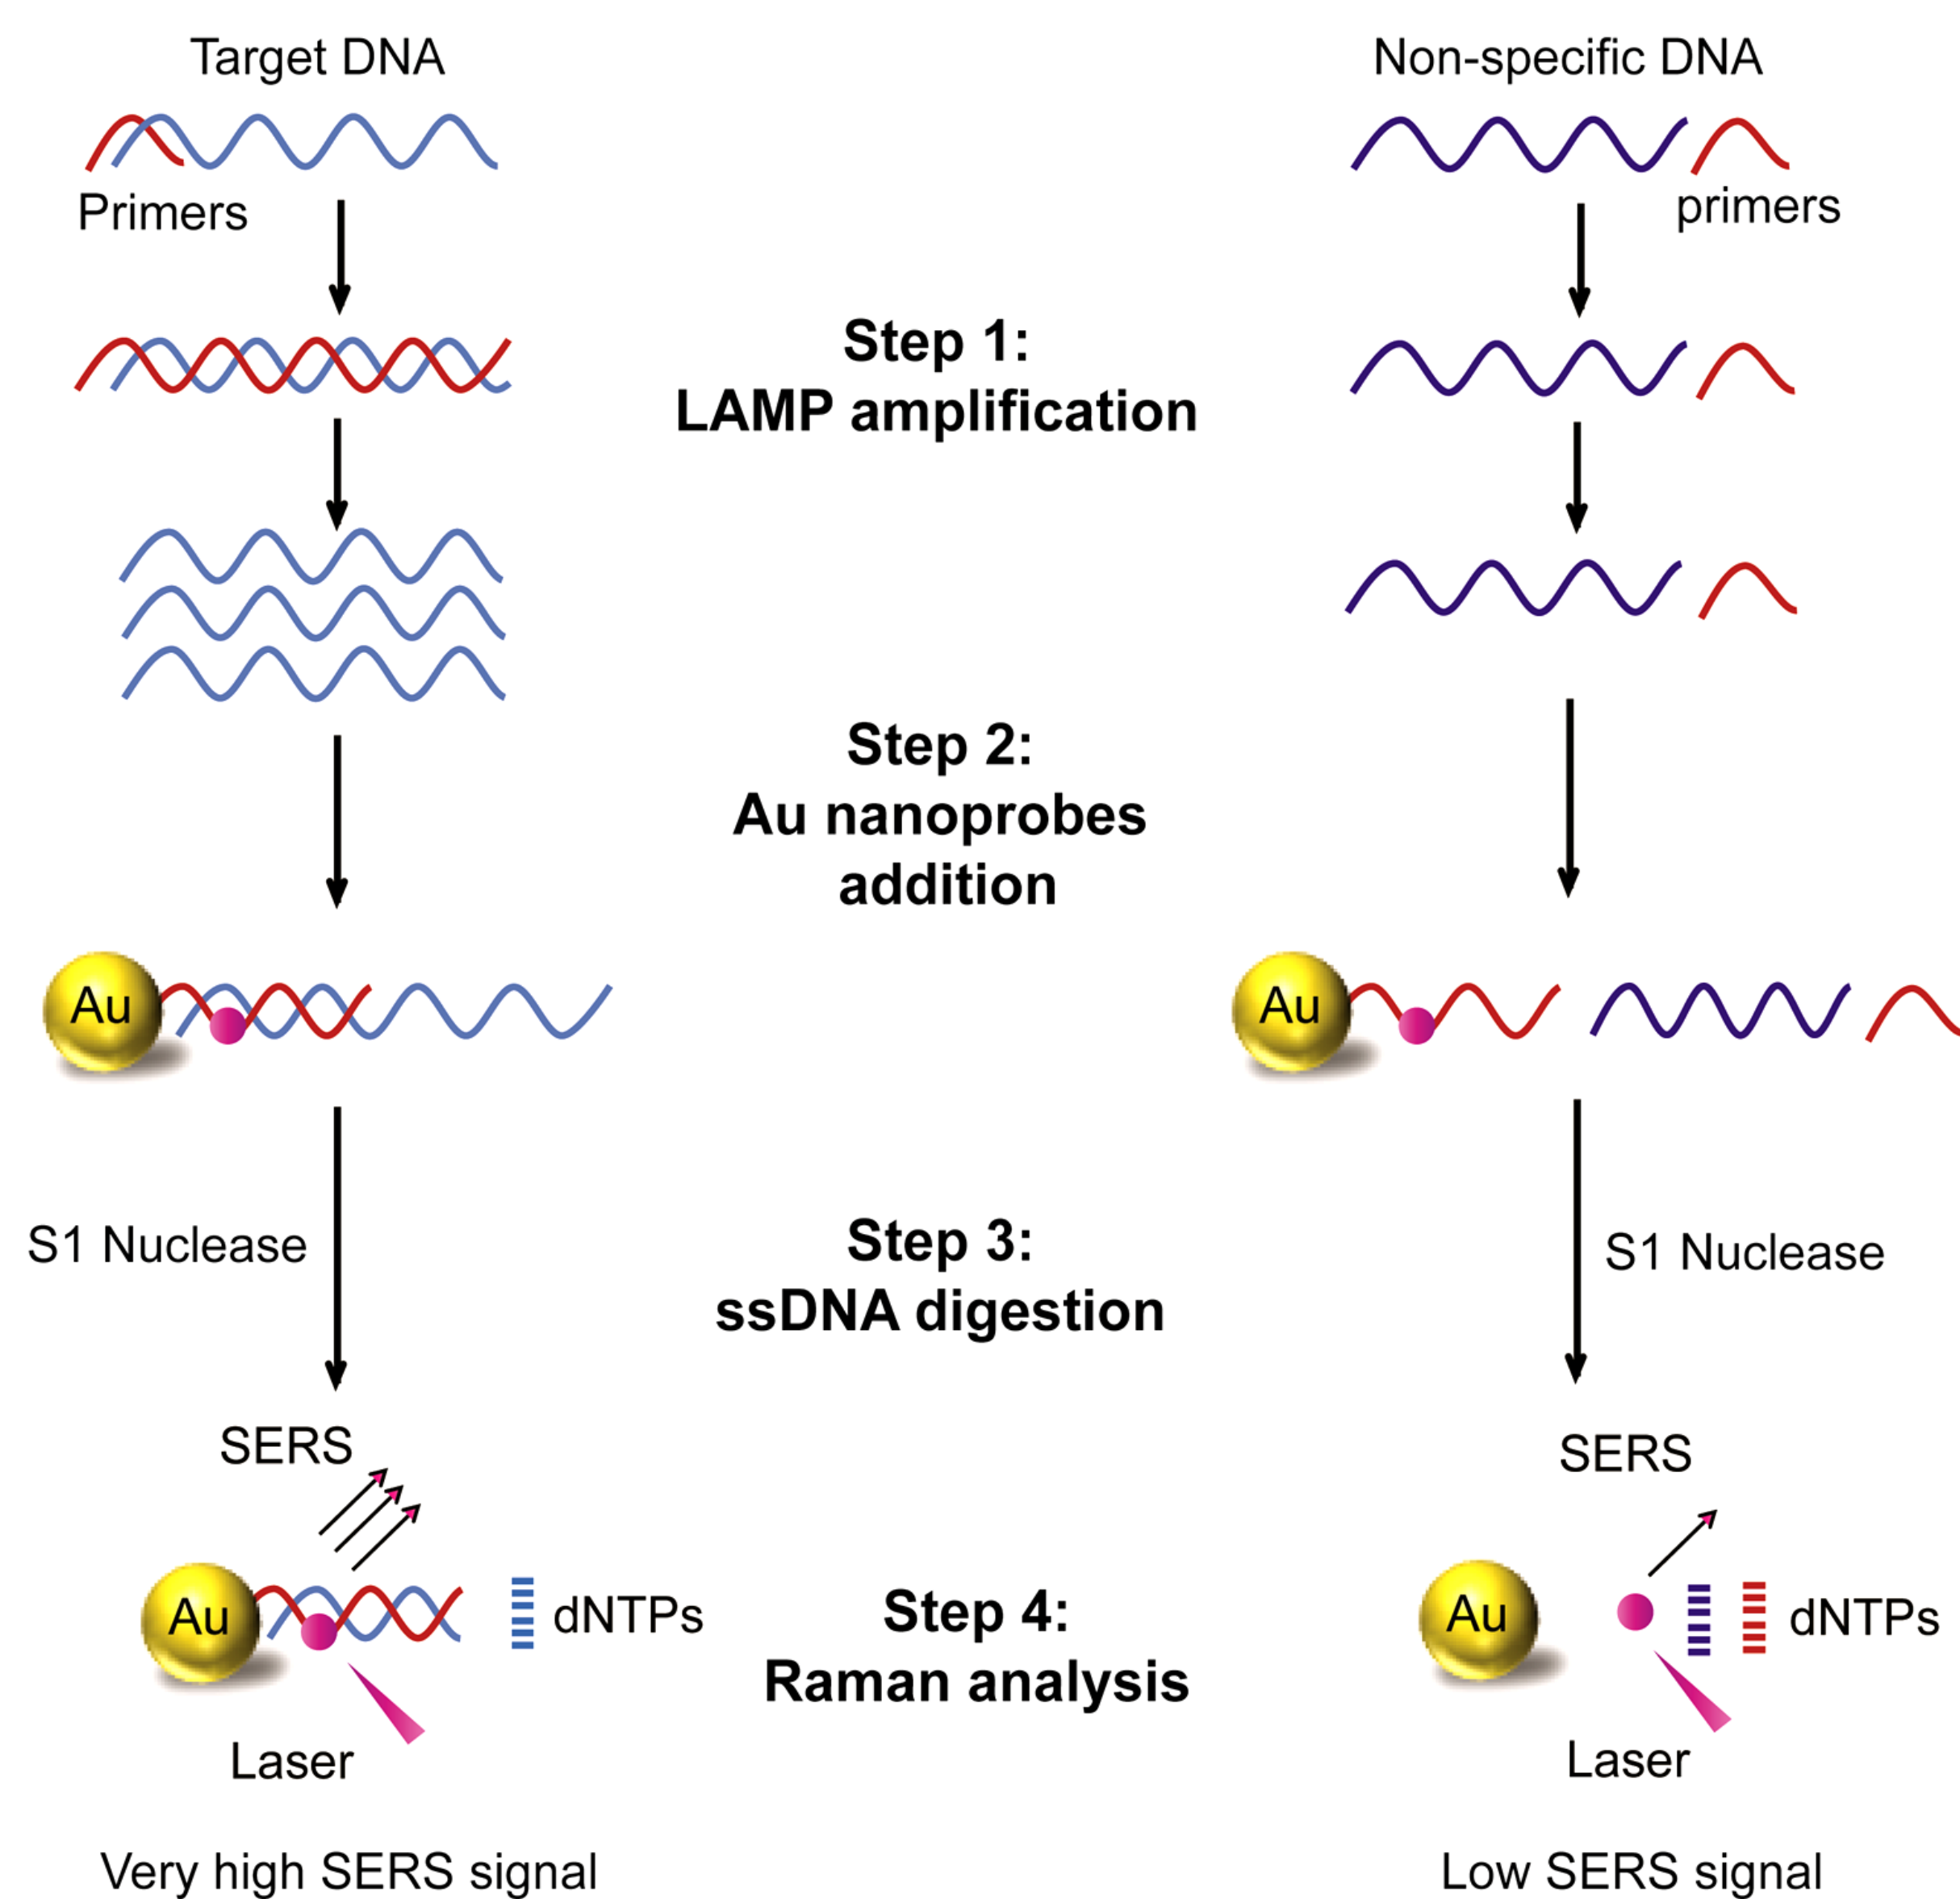 Target DNA
Non-specific DNA
Primers
primers
Step 1:
LAMP amplification
Step 2:
Au nanoprobes
addition
Au
Au
S1 Nuclease
Step 3:
ssDNA digestion
S1 Nuclease
SERS
SERS
Au
dNTPs
Step 4:
Raman analysis
Au
dNTPs
Laser
Laser
Very high SERS signal
Low SERS signal